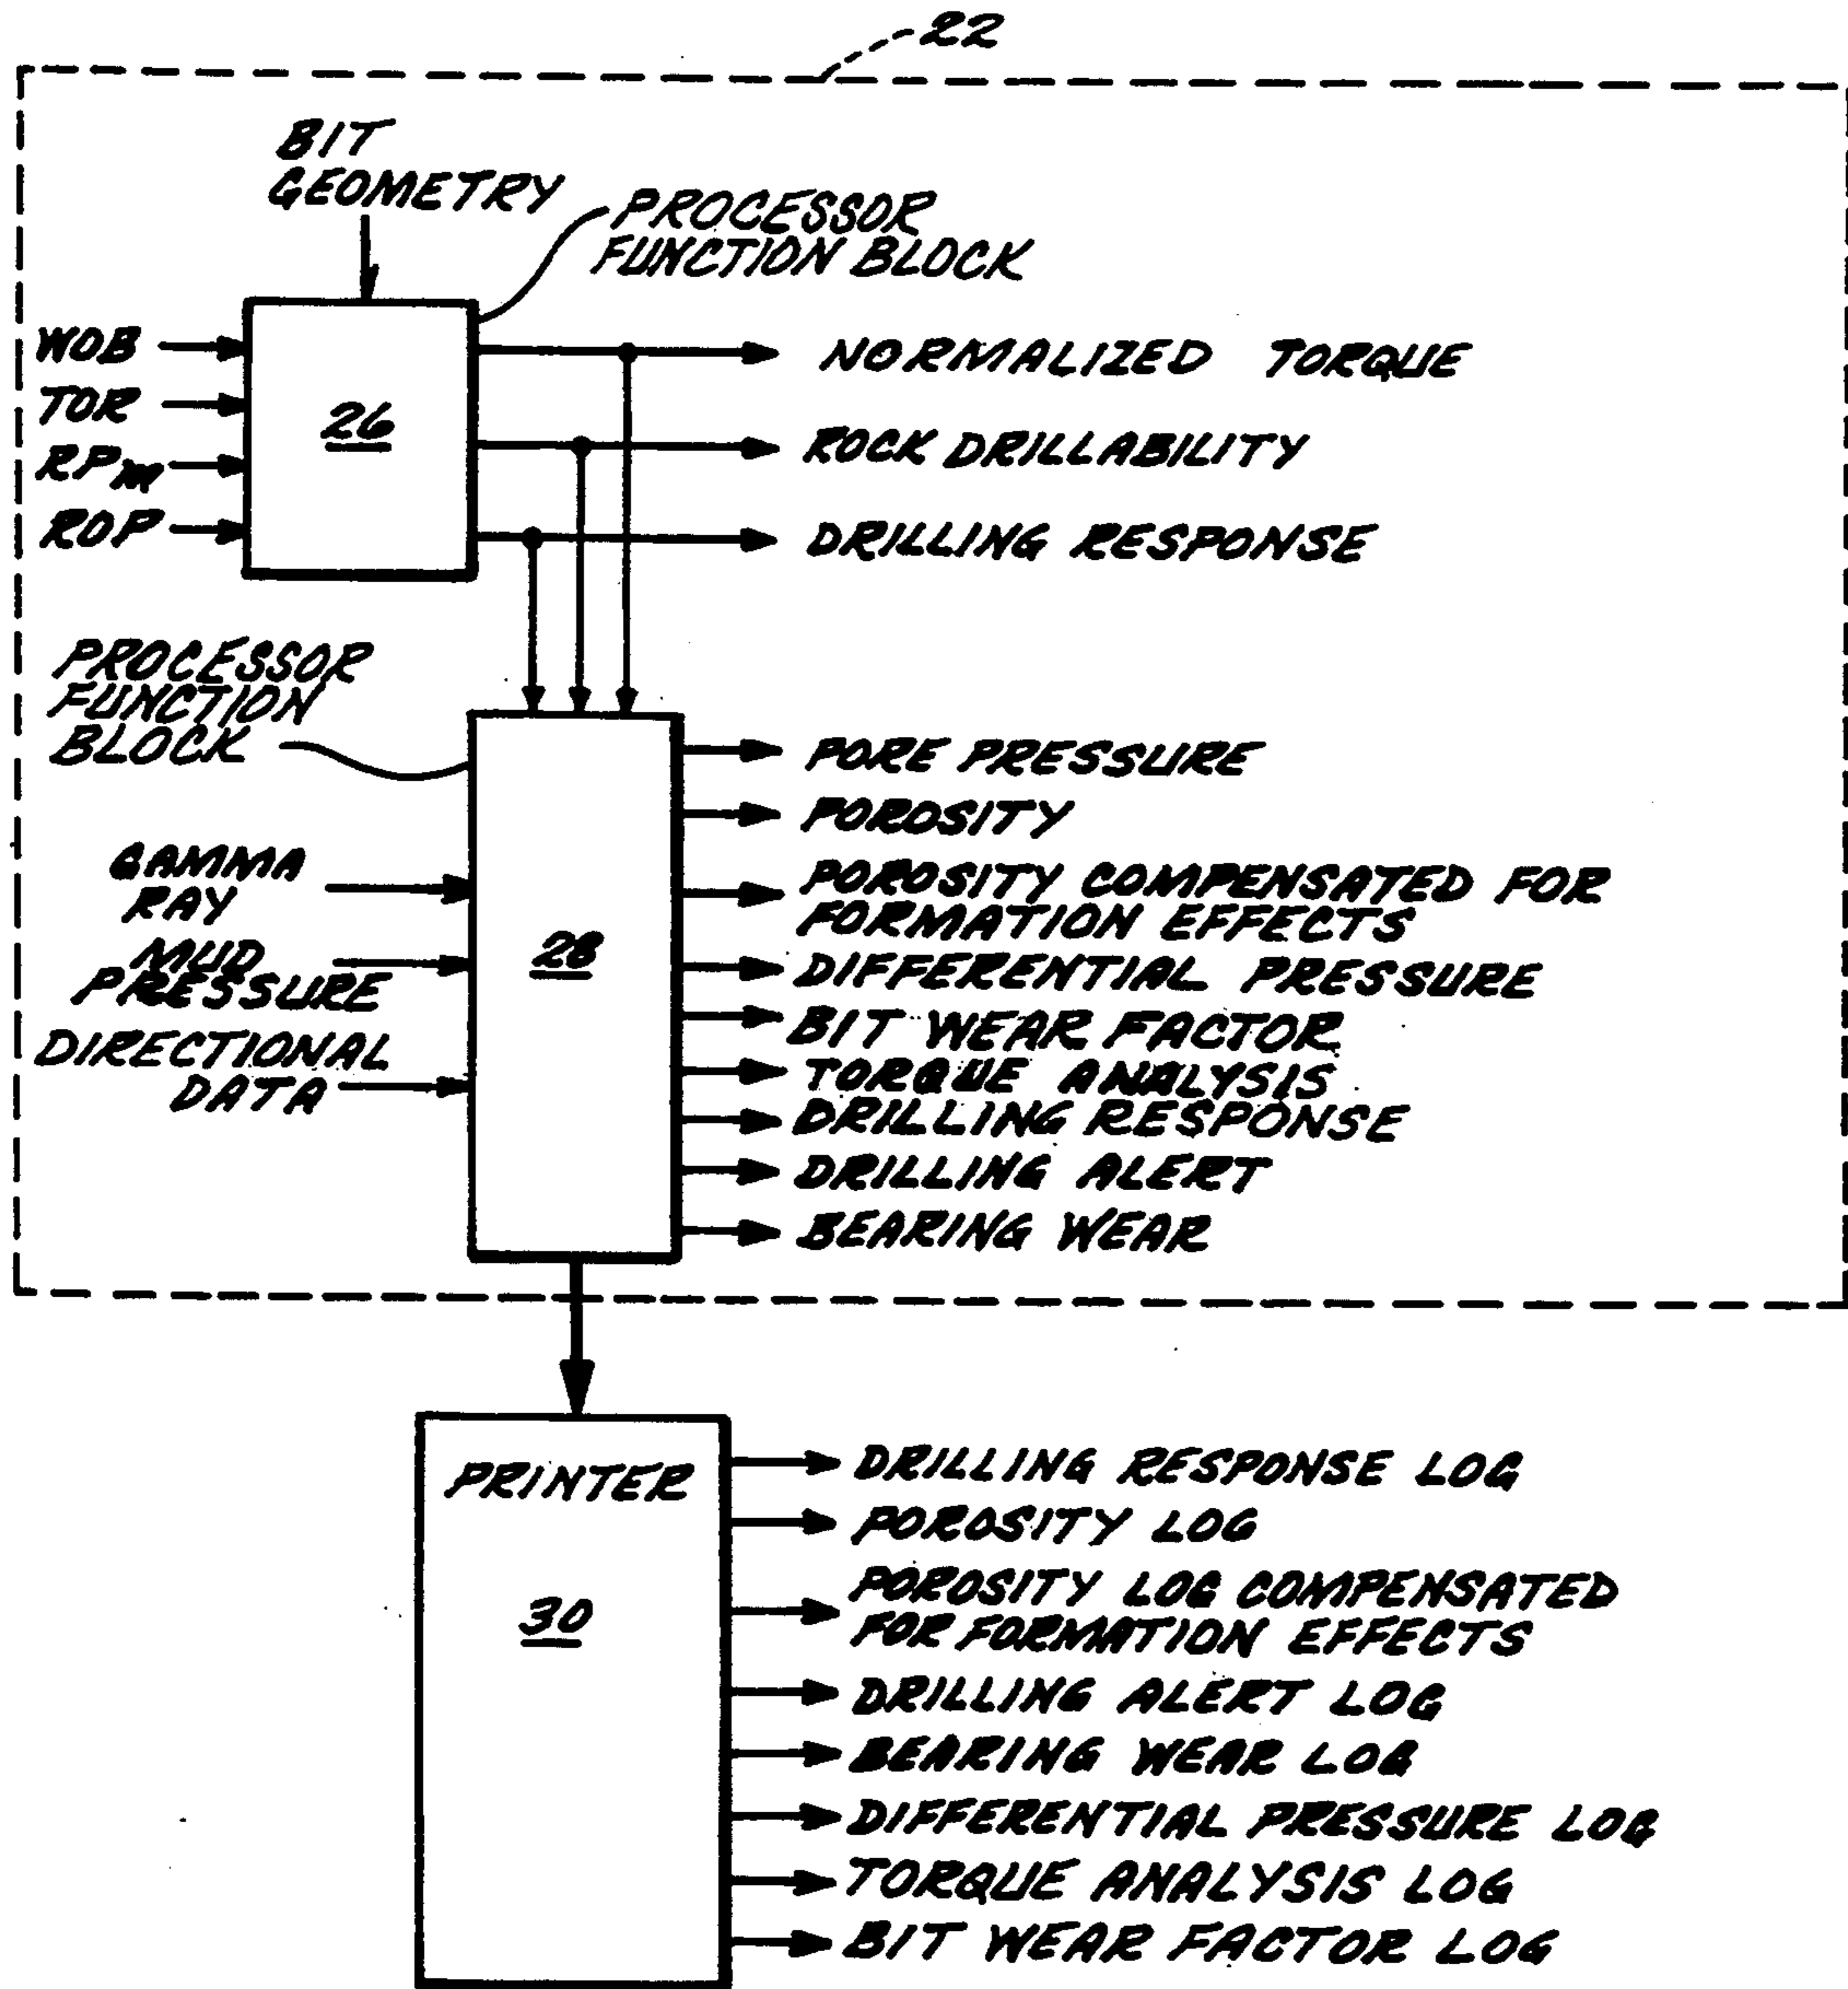 22
BIT
GEOMETRY
PROCESSOR
FUNCTION BLOCK
WOB
TOR
RPM
ROP
26
NORMALIZED TORQUE
ROCK DRILLABILITY
DRILLING RESPONSE
PROCESSOR
FUNCTION
BLOCK
GAMMA
RAY
MUD
PRESSURE
DIRECTIONAL
DATA
28
PORE PRESSURE
POROSITY
POROSITY COMPENSATED FOR
FORMATION EFFECTS
DIFFERENTIAL PRESSURE
BIT WEAR FACTOR
TORQUE ANALYSIS
DRILLING RESPONSE
DRILLING ALERT
BEARING WEAR
PRINTER
30
DRILLING RESPONSE LOG
POROSITY LOG
POROSITY LOG COMPENSATED
FOR FORMATION EFFECTS
DRILLING ALERT LOG
BEARING WEAR LOG
DIFFERENTIAL PRESSURE LOG
TORQUE ANALYSIS LOG
BIT WEAR FACTOR LOG